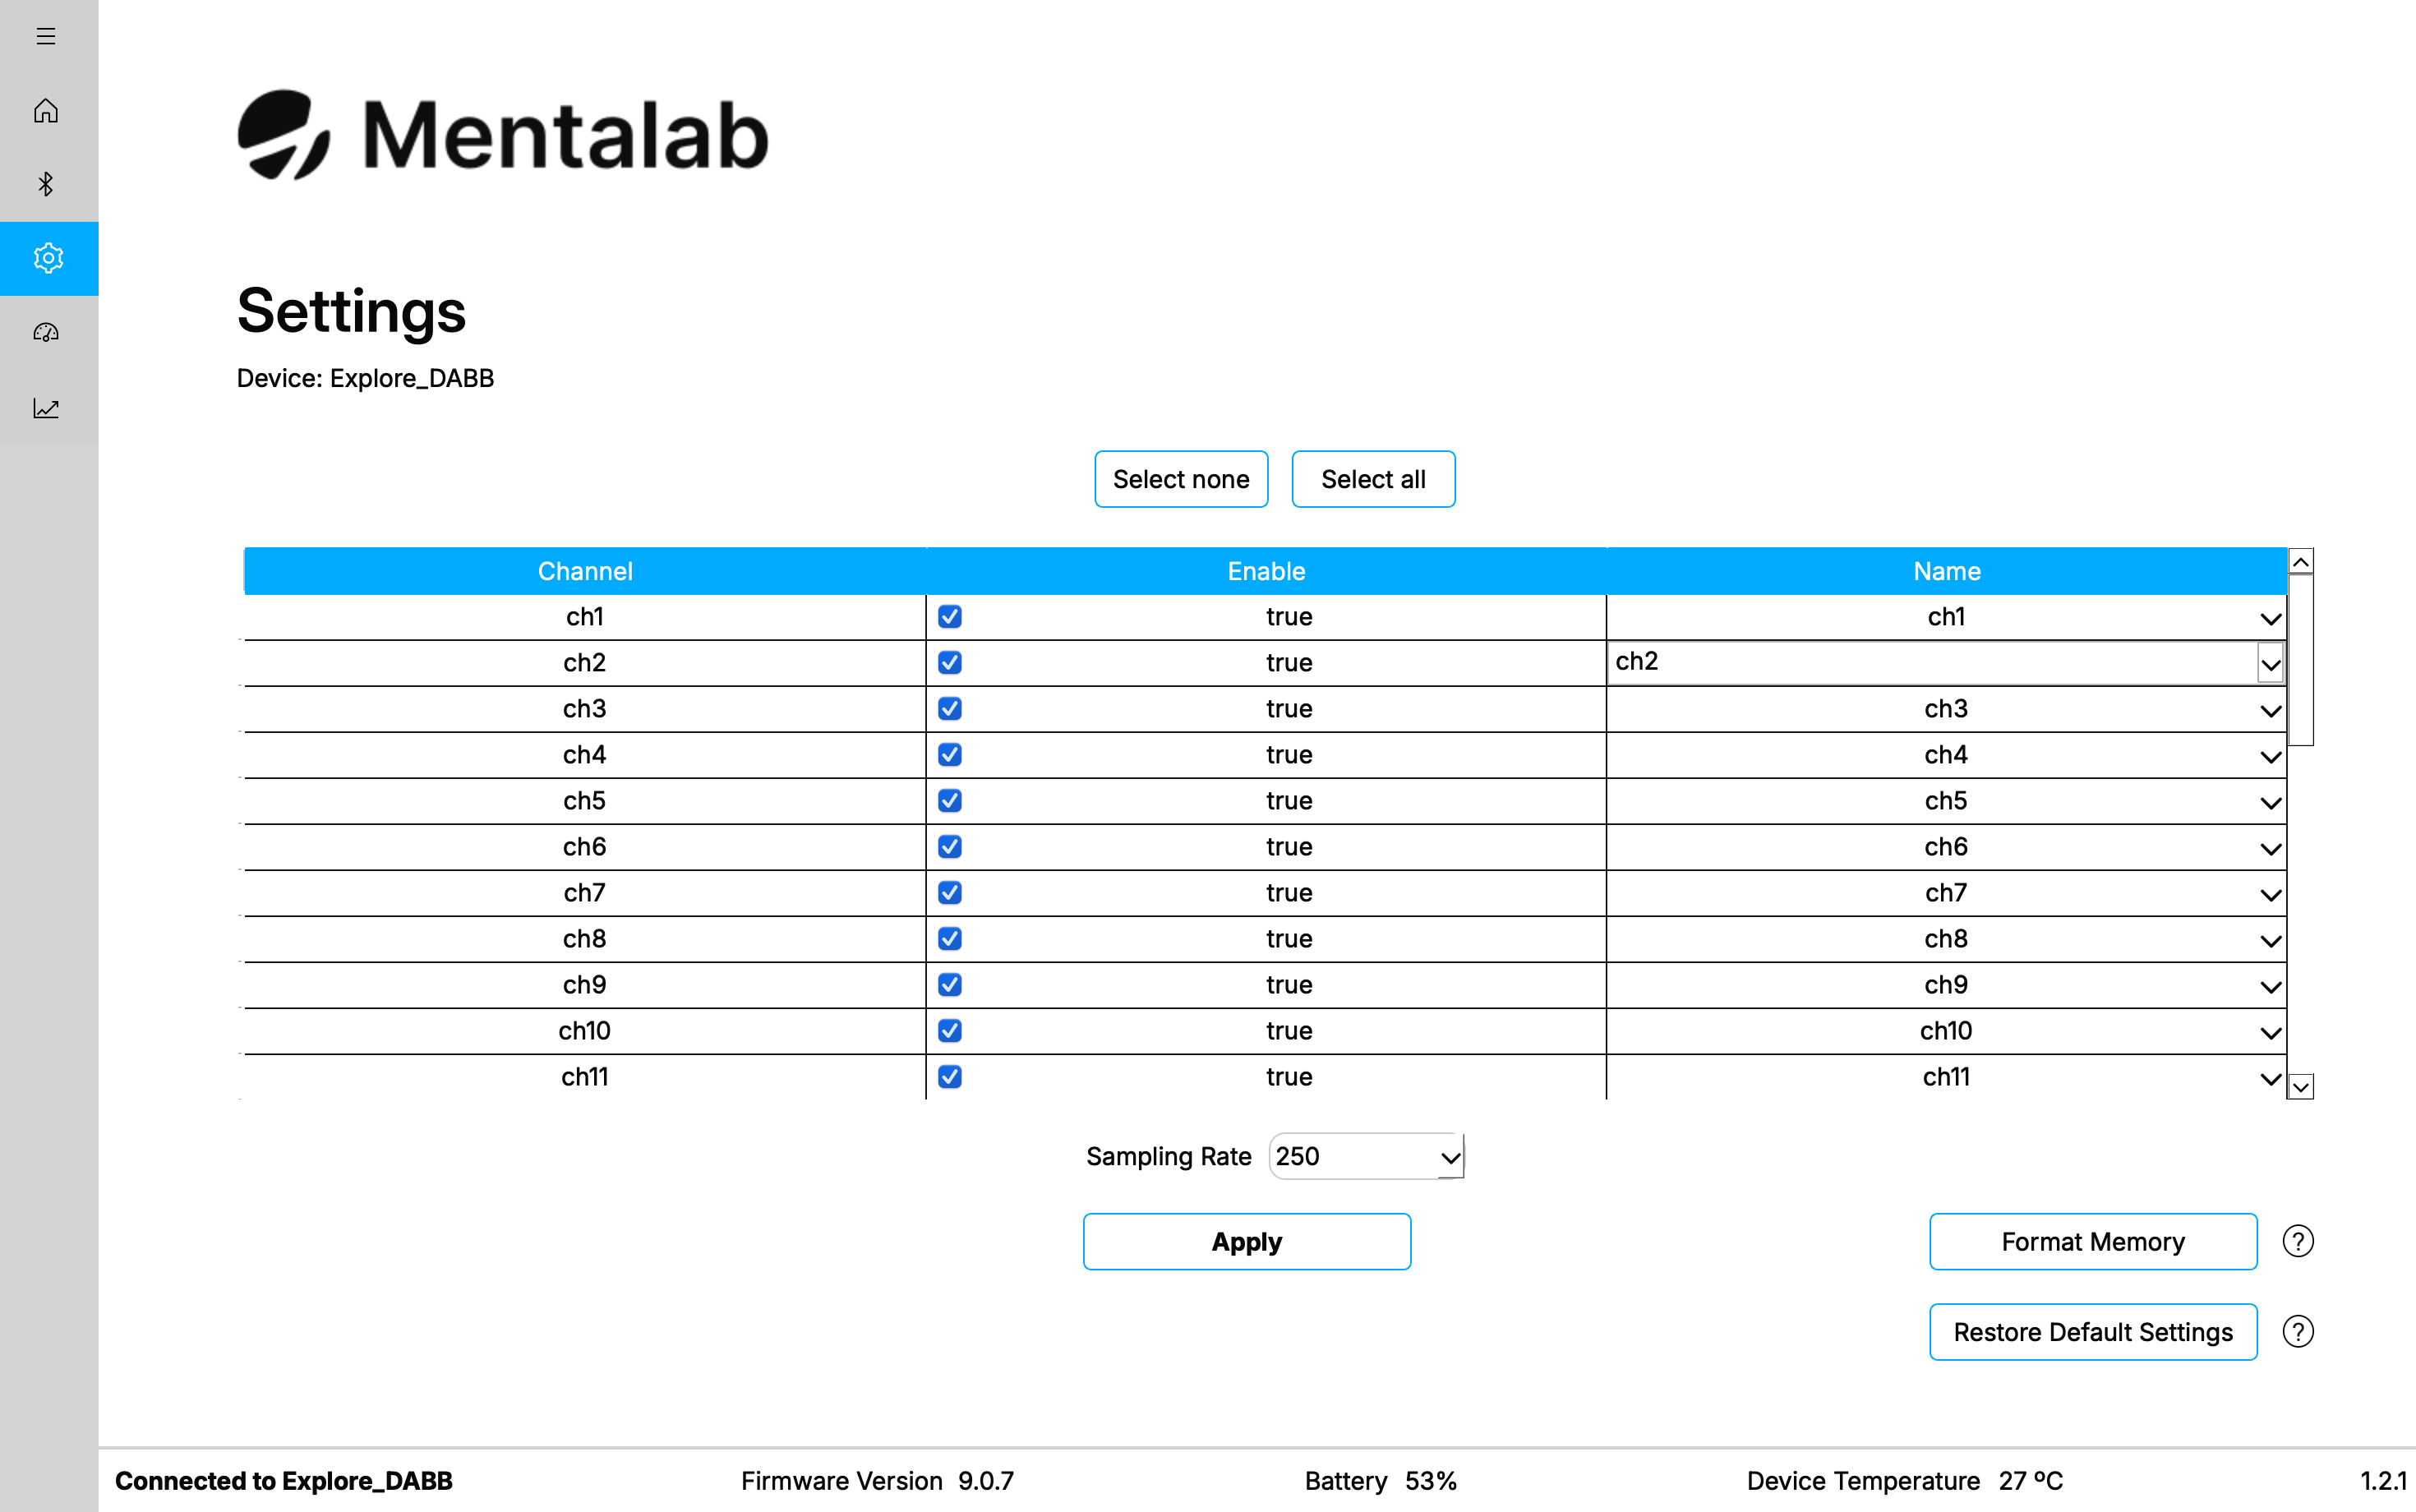 Mentalab
Settings
Device: Explore_DABB
Select none Select all
Channel Enable Name
ch1 true ch1
ch2 true ch2
ch3 true ch3
ch4 true ch4
ch5 true ch5
ch6 true ch6
ch7 true ch7
ch8 true ch8
ch9 true ch9
ch10 true ch10
ch11 true ch11
Sampling Rate 250
Apply Format Memory ?
Restore Default Settings ?
Connected to Explore_DABB Firmware Version 9.0.7 Battery 53% Device Temperature 27 ºC 1.2.1